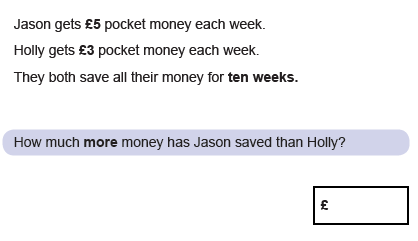 Jason gets £5 pocket money each week.
Holly gets £3 pocket money each week.
They both save all their money for ten weeks.
How much more money has Jason saved than Holly?
£